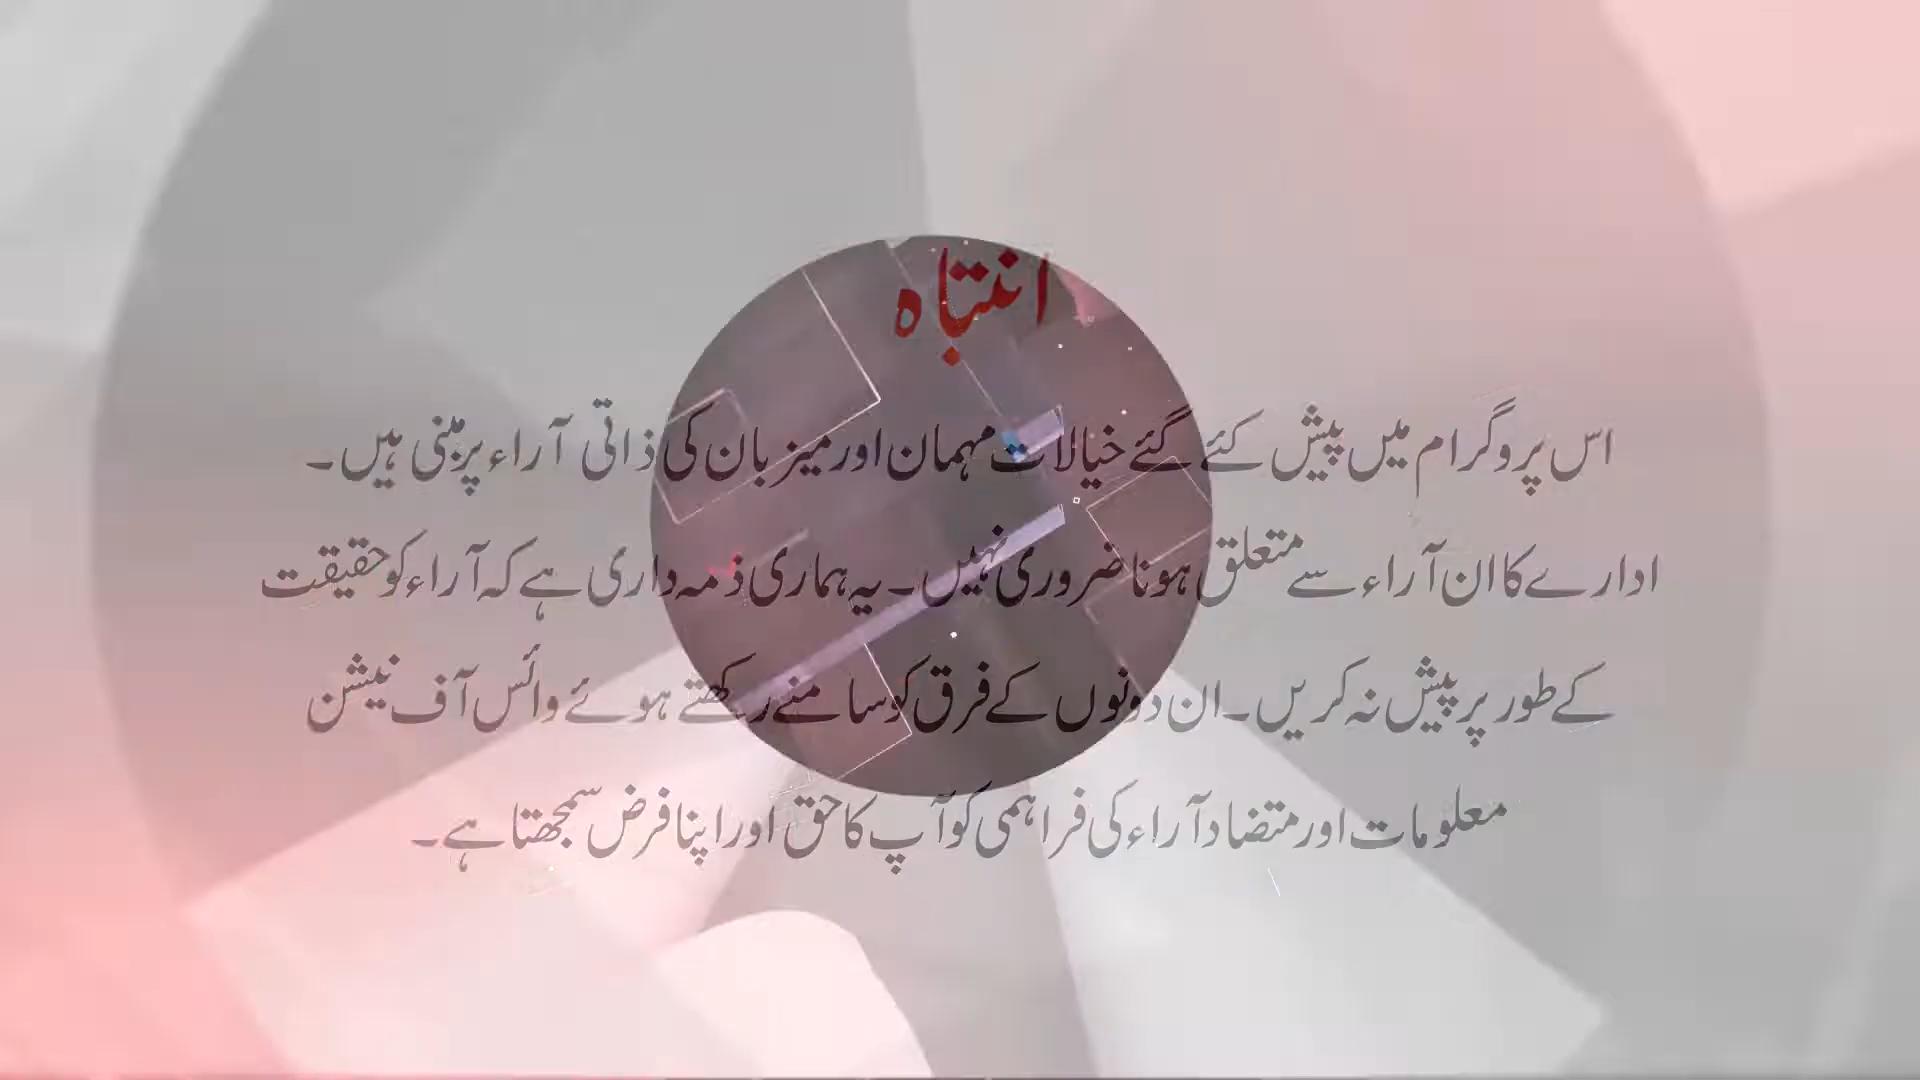 انتباہ
اس پروگرام میں پیش کئے گئے خیالات مہمان اور میزبان کی ذاتی آراء پر مبنی ہیں۔
ادارے کا ان آراء سے متعلق ہونا ضروری نہیں۔ یہ ہماری ذمہ داری ہے کہ آراء کو حقیقت
کے طور پر پیش نہ کریں۔ ان دونوں کے فرق کو سامنے رکھتے ہوئے وائس آف نیشن
معلومات اور متضاد آراء کی فراہمی کو آپ کا حق اور اپنا فرض سمجھتا ہے۔